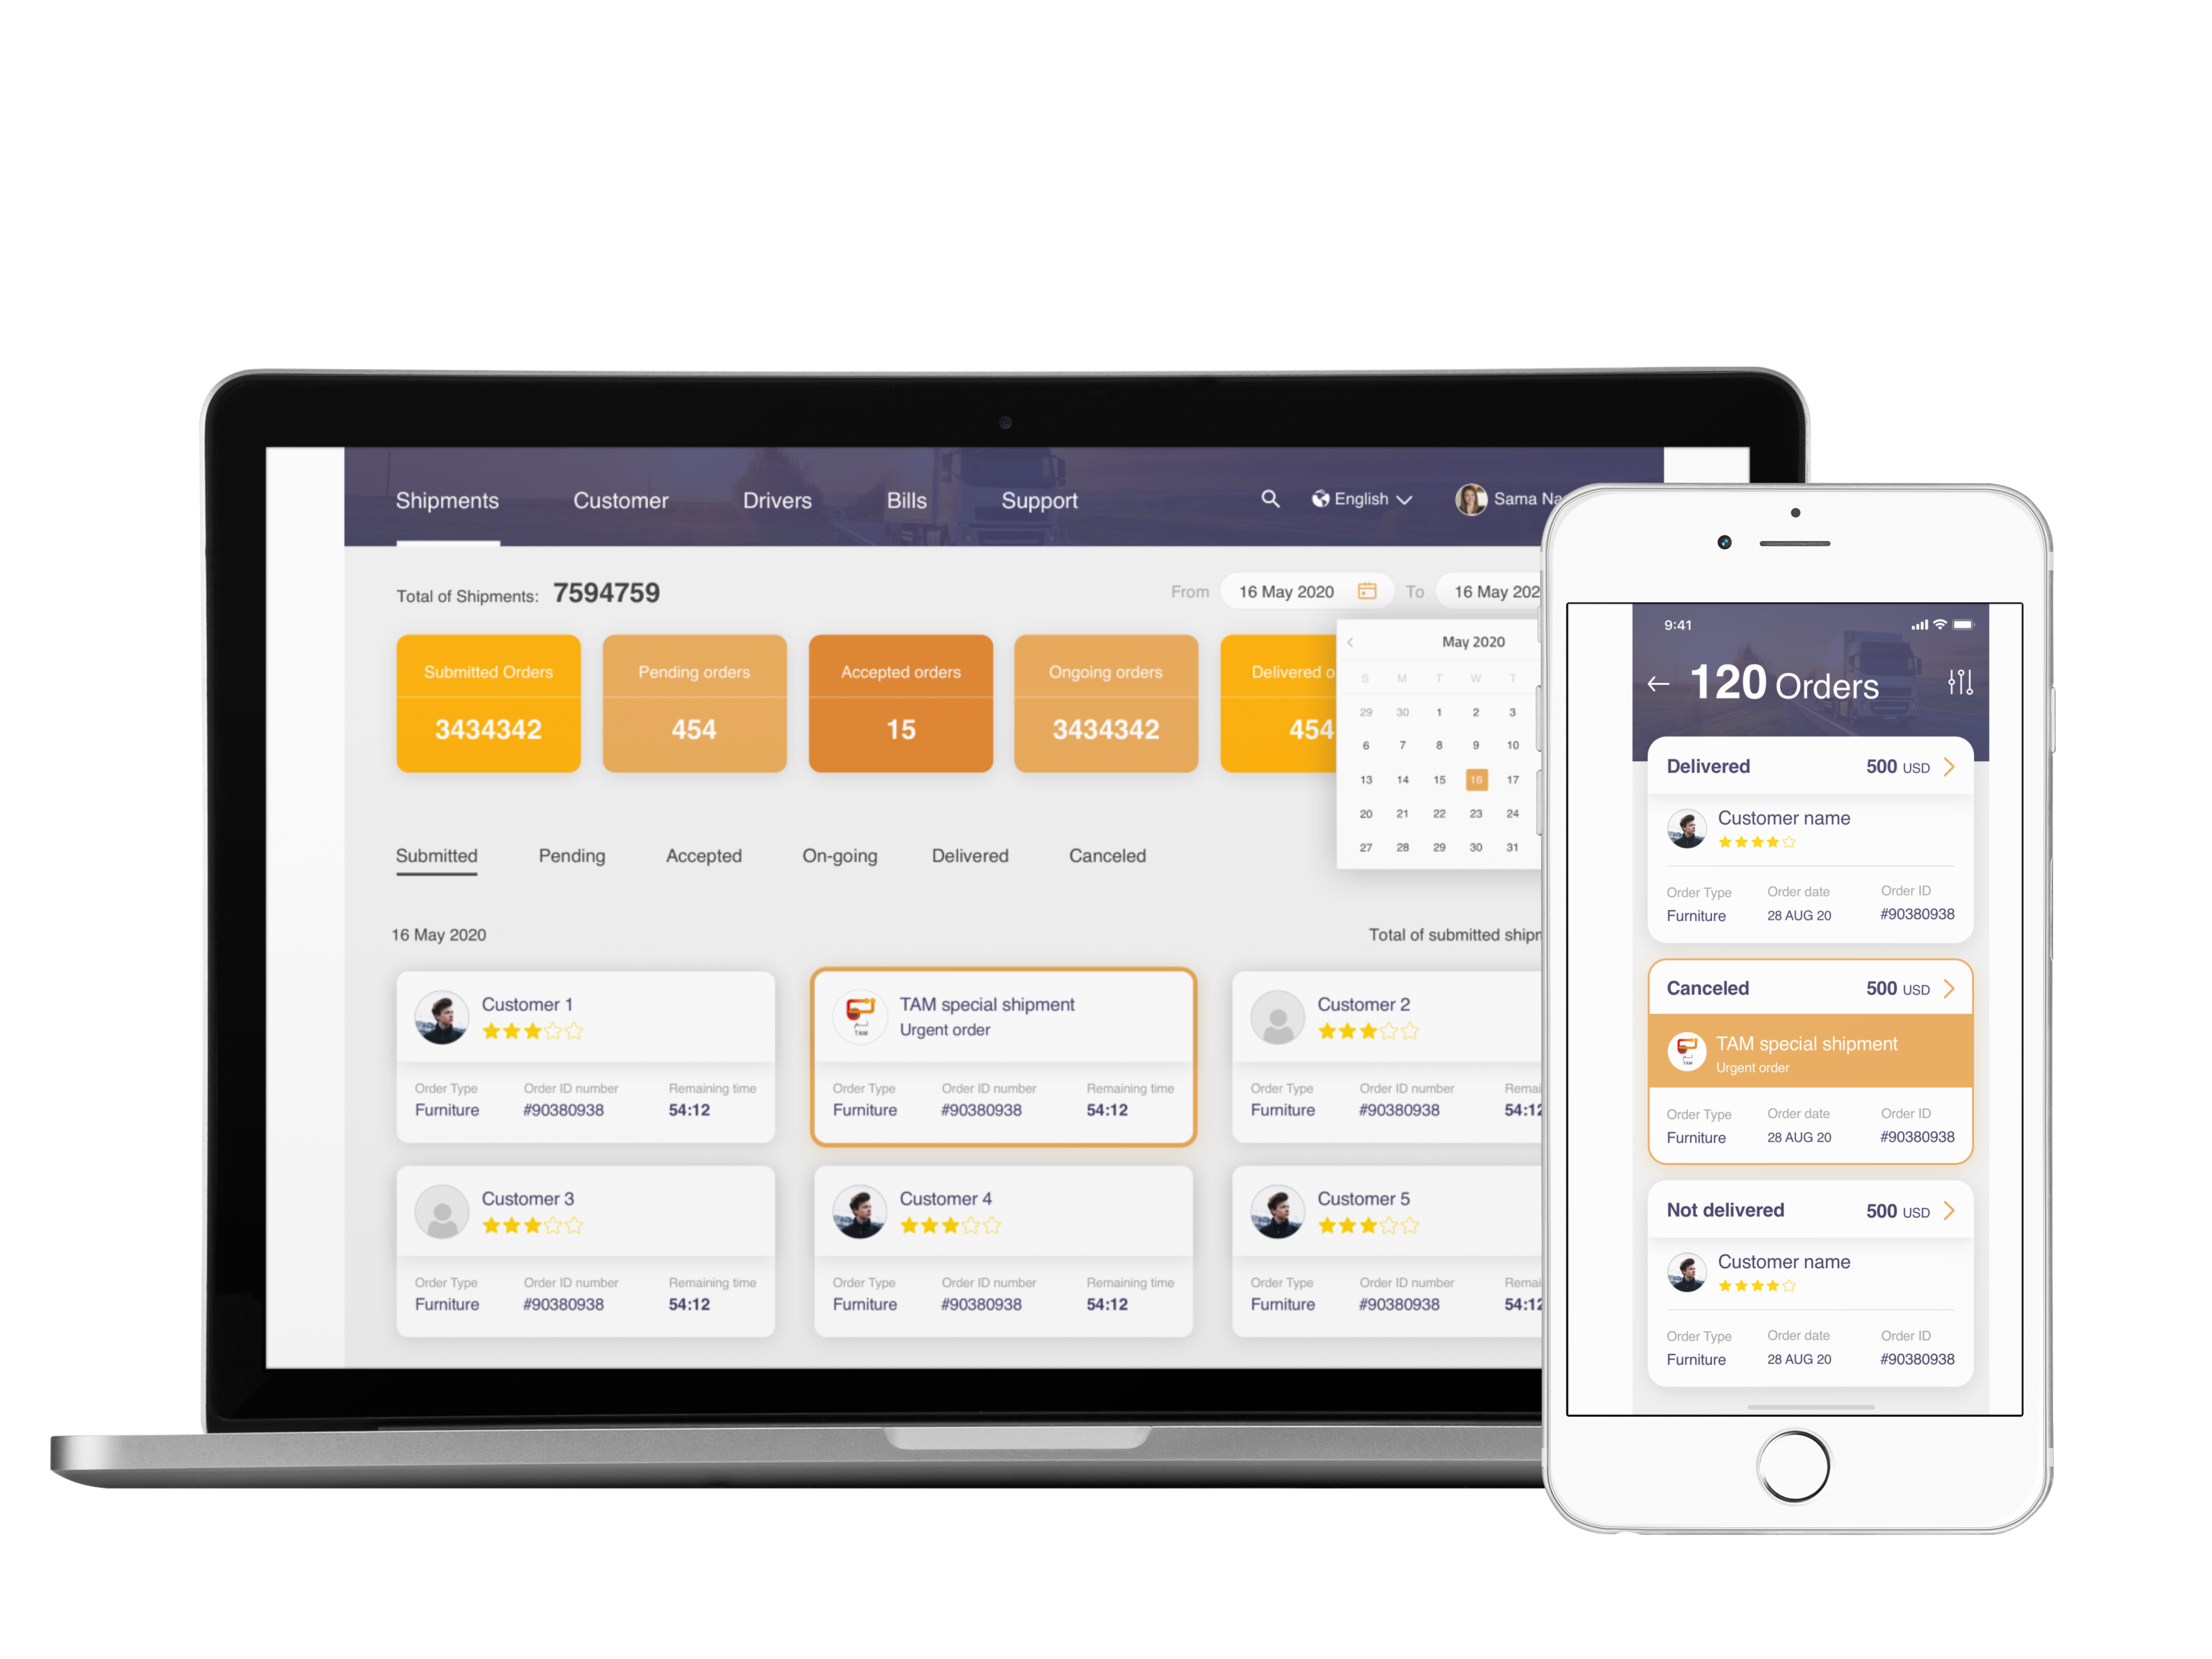 Shipments Customer Drivers Bills Support English Sama
Total of Shipments: 7594759 From 16 May 2020 To 16 May
Submitted Orders Pending orders Accepted orders Ongoing orders Delivered
3434342 454 15 3434342 454
May 2020
S M T W T
29 30 1 2 3
6 7 8 9 10
13 14 15 16 17
20 21 22 23 24
27 28 29 30 31
Submitted Pending Accepted On-going Delivered Canceled
16 May 2020 Total of submitted
Customer 1
TAM
TAM special shipment
Urgent order
Customer 2
Order Type Order ID number Remaining time
Furniture #90380938 54:12
Order Type Order ID number Remaining time
Furniture #90380938 54:12
Order Type Order ID number
Furniture #90380938
Customer 3
Customer 4
Customer 5
Order Type Order ID number Remaining time
Furniture #90380938 54:12
Order Type Order ID number Remaining time
Furniture #90380938 54:12
Order Type Order ID number
Furniture #90380938
9:41
120 Orders
Delivered 500 USD
Customer name
Order Type Order date Order ID
Furniture 28 AUG 20 #90380938
Canceled 500 USD
TAM
TAM special shipment
Urgent order
Order Type Order date Order ID
Furniture 28 AUG 20 #90380938
Not delivered 500 USD
Customer name
Order Type Order date Order ID
Furniture 28 AUG 20 #90380938